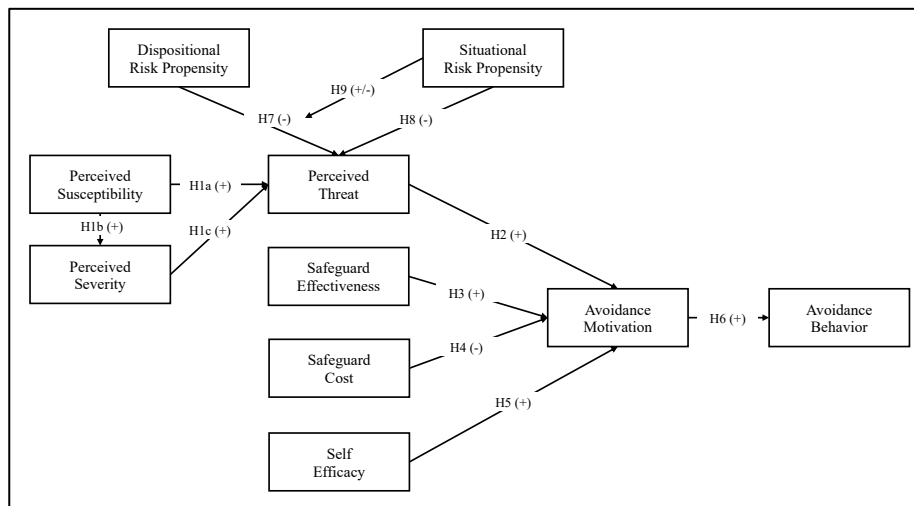 Dispositional
Risk Propensity
Situational
Risk Propensity
H9 (+/-)
H7 (-)
H8 (-)
Perceived
Susceptibility
H1a (+)
Perceived
Threat
H1b (+)
H1c (+)
H2 (+)
Perceived
Severity
Safeguard
Effectiveness
H3 (+)
Avoidance
Motivation
H6 (+)
Avoidance
Behavior
H4 (-)
Safeguard
Cost
H5 (+)
Self
Efficacy